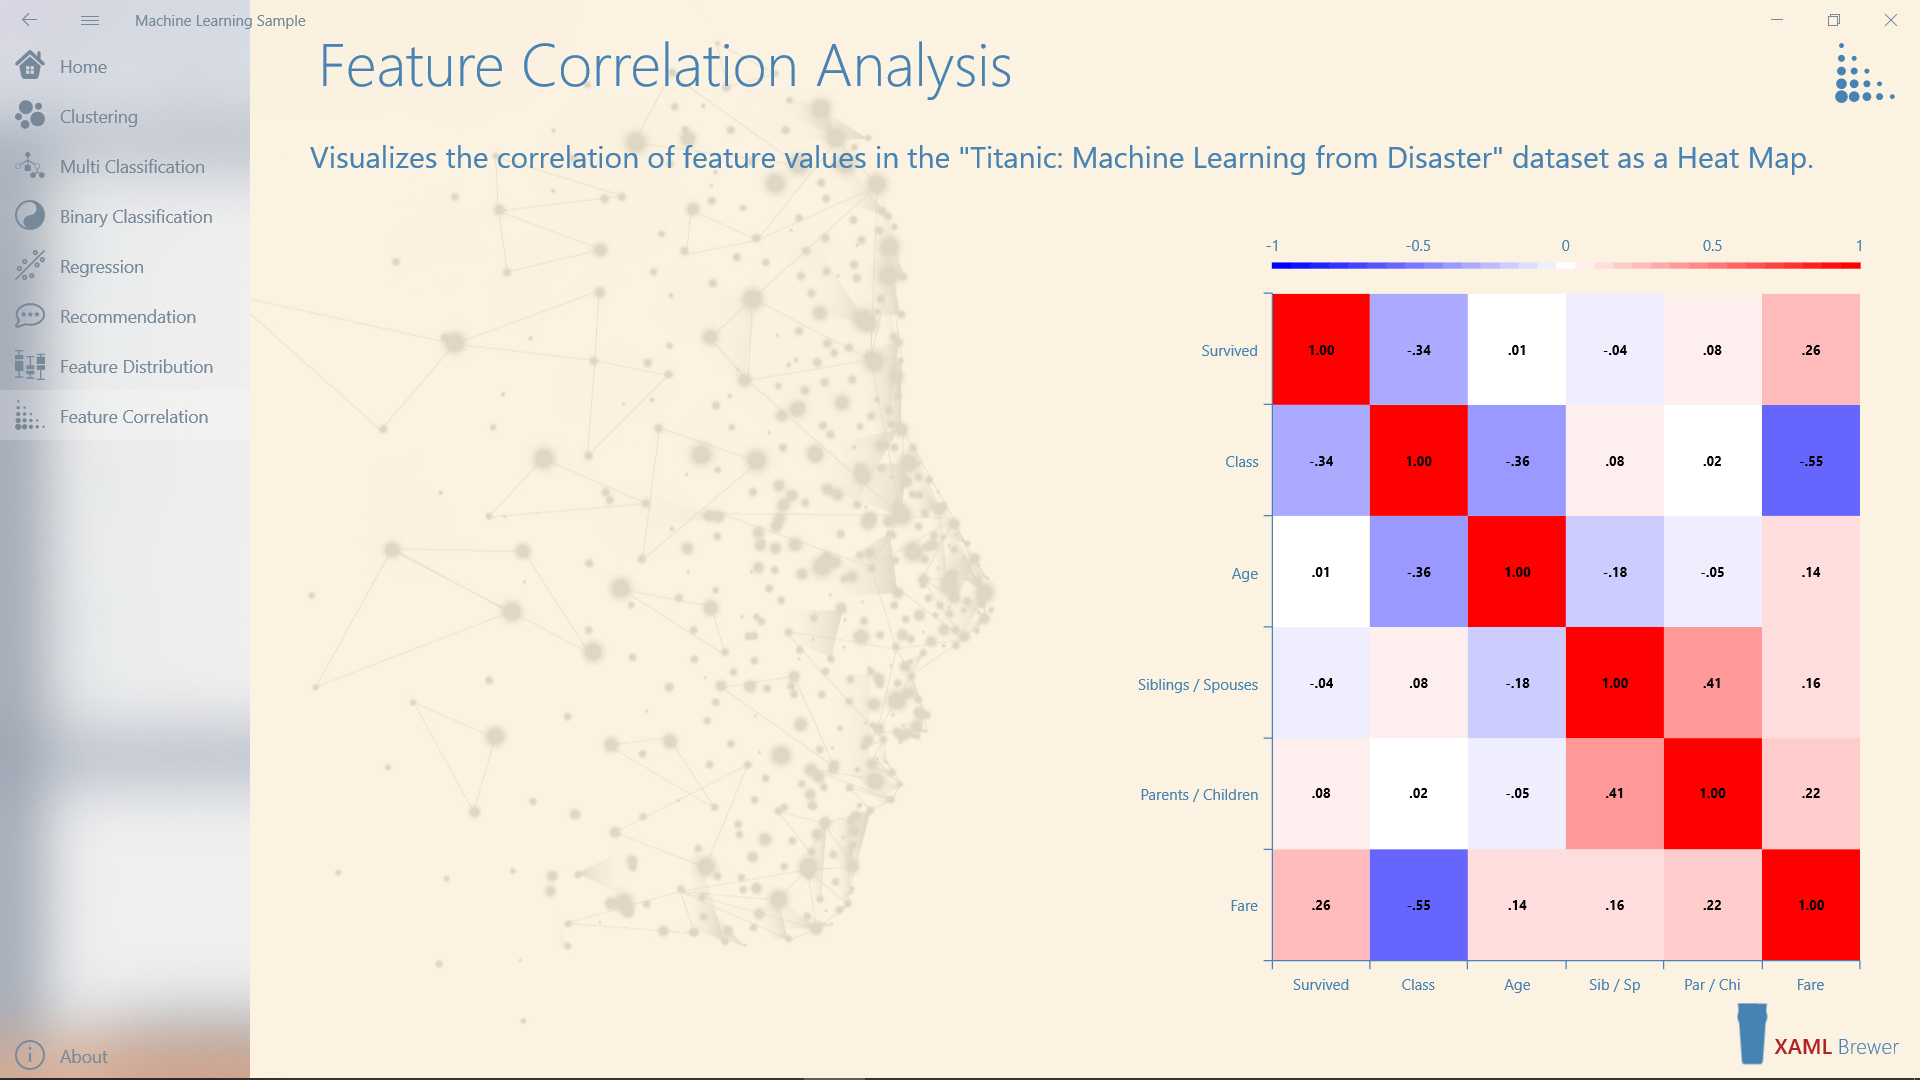 Machine Learning Sample
Home
Clustering
Multi Classification
Binary Classification
Regression
Recommendation
Feature Distribution
Feature Correlation
About
Feature Correlation Analysis
Visualizes the correlation of feature values in the "Titanic: Machine Learning from Disaster" dataset as a Heat Map.
-1 -0.5 0 0.5 1
Survived 1.00 -.34 .01 -.04 .08 .26
Class -.34 1.00 -.36 .08 .02 -.55
Age .01 -.36 1.00 -.18 -.05 .14
Siblings / Spouses -.04 .08 -.18 1.00 .41 .16
Parents / Children .08 .02 -.05 .41 1.00 .22
Fare .26 -.55 .14 .16 .22 1.00
Survived Class Age Sib / Sp Par / Chi Fare
XAML Brewer